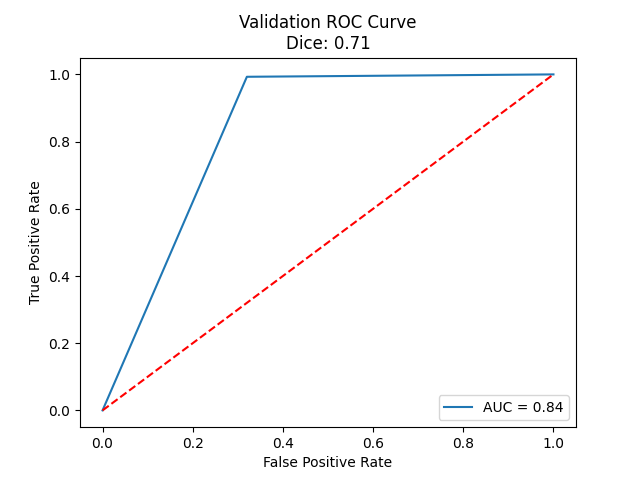 Validation ROC Curve
Dice: 0.71
True Positive Rate
1.0
0.8
0.6
0.4
0.2
0.0
0.0 0.2 0.4 0.6 0.8 1.0
False Positive Rate
AUC = 0.84